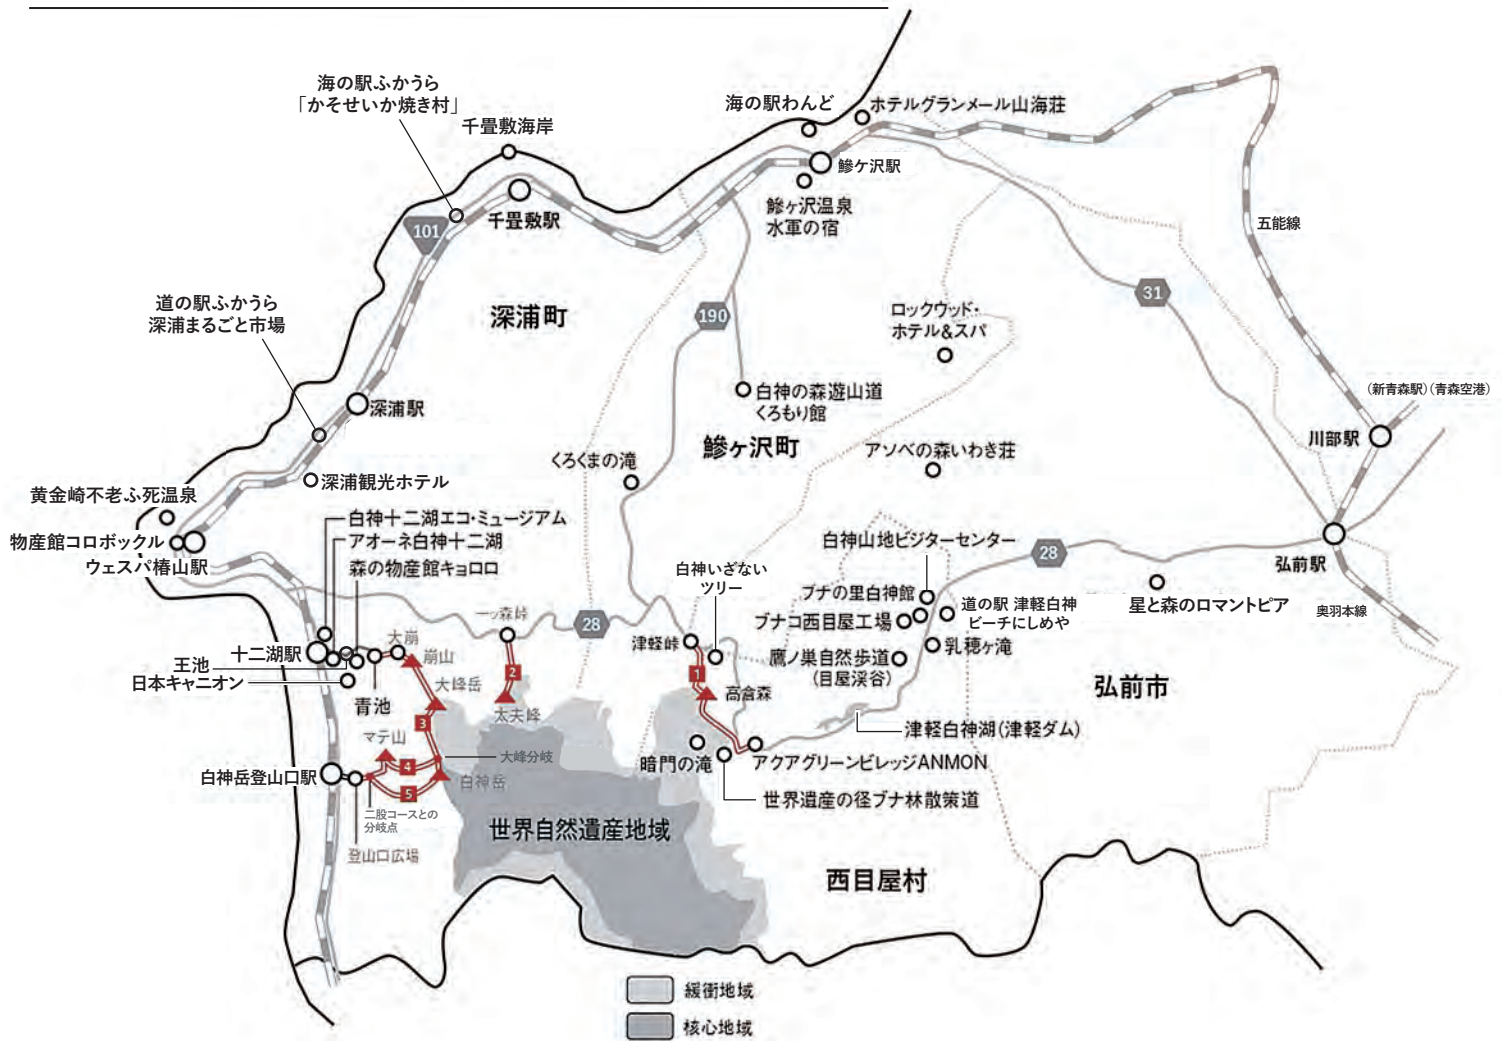 海の駅ふかうら
「かそせいか焼き村」
千畳敷海岸
海の駅わんど
ホテルグランメール山海荘
鰺ケ沢駅
千畳敷駅
鰺ヶ沢温泉
水軍の宿
五能線
101
道の駅ふかうら
深浦まるごと市場
深浦町
190
31
ロックウッド・
ホテル&スパ
深浦駅
白神の森遊山道
くろもり館
(新青森駅)(青森空港)
川部駅
鰺ヶ沢町
アソベの森いわき荘
くろくまの滝
深浦観光ホテル
黄金崎不老ふ死温泉
物産館コロボックル
ウェスパ椿山駅
白神十二湖エコ・ミュージアム
アオーネ白神十二湖
森の物産館キョロロ
白神山地ビジターセンター
28
弘前駅
白神いざない
ツリー
ブナの里白神館
ブナコ西目屋工場
道の駅 津軽白神
ビーチにしめや
星と森のロマントピア
奥羽本線
一ッ森峠
28
津軽峠
鷹ノ巣自然歩道
(目屋渓谷)
乳穂ヶ滝
十二湖駅
王池
日本キャニオン
大崩
崩山
大峰岳
青池
2
太夫峰
1
高倉森
弘前市
3
マテ山
大峰分岐
津軽白神湖(津軽ダム)
暗門の滝
アクアグリーンビレッジANMON
白神岳登山口駅
4
5
白神岳
世界遺産の径ブナ林散策道
二股コースとの
分岐点
登山口広場
世界自然遺産地域
西目屋村
緩衝地域
核心地域